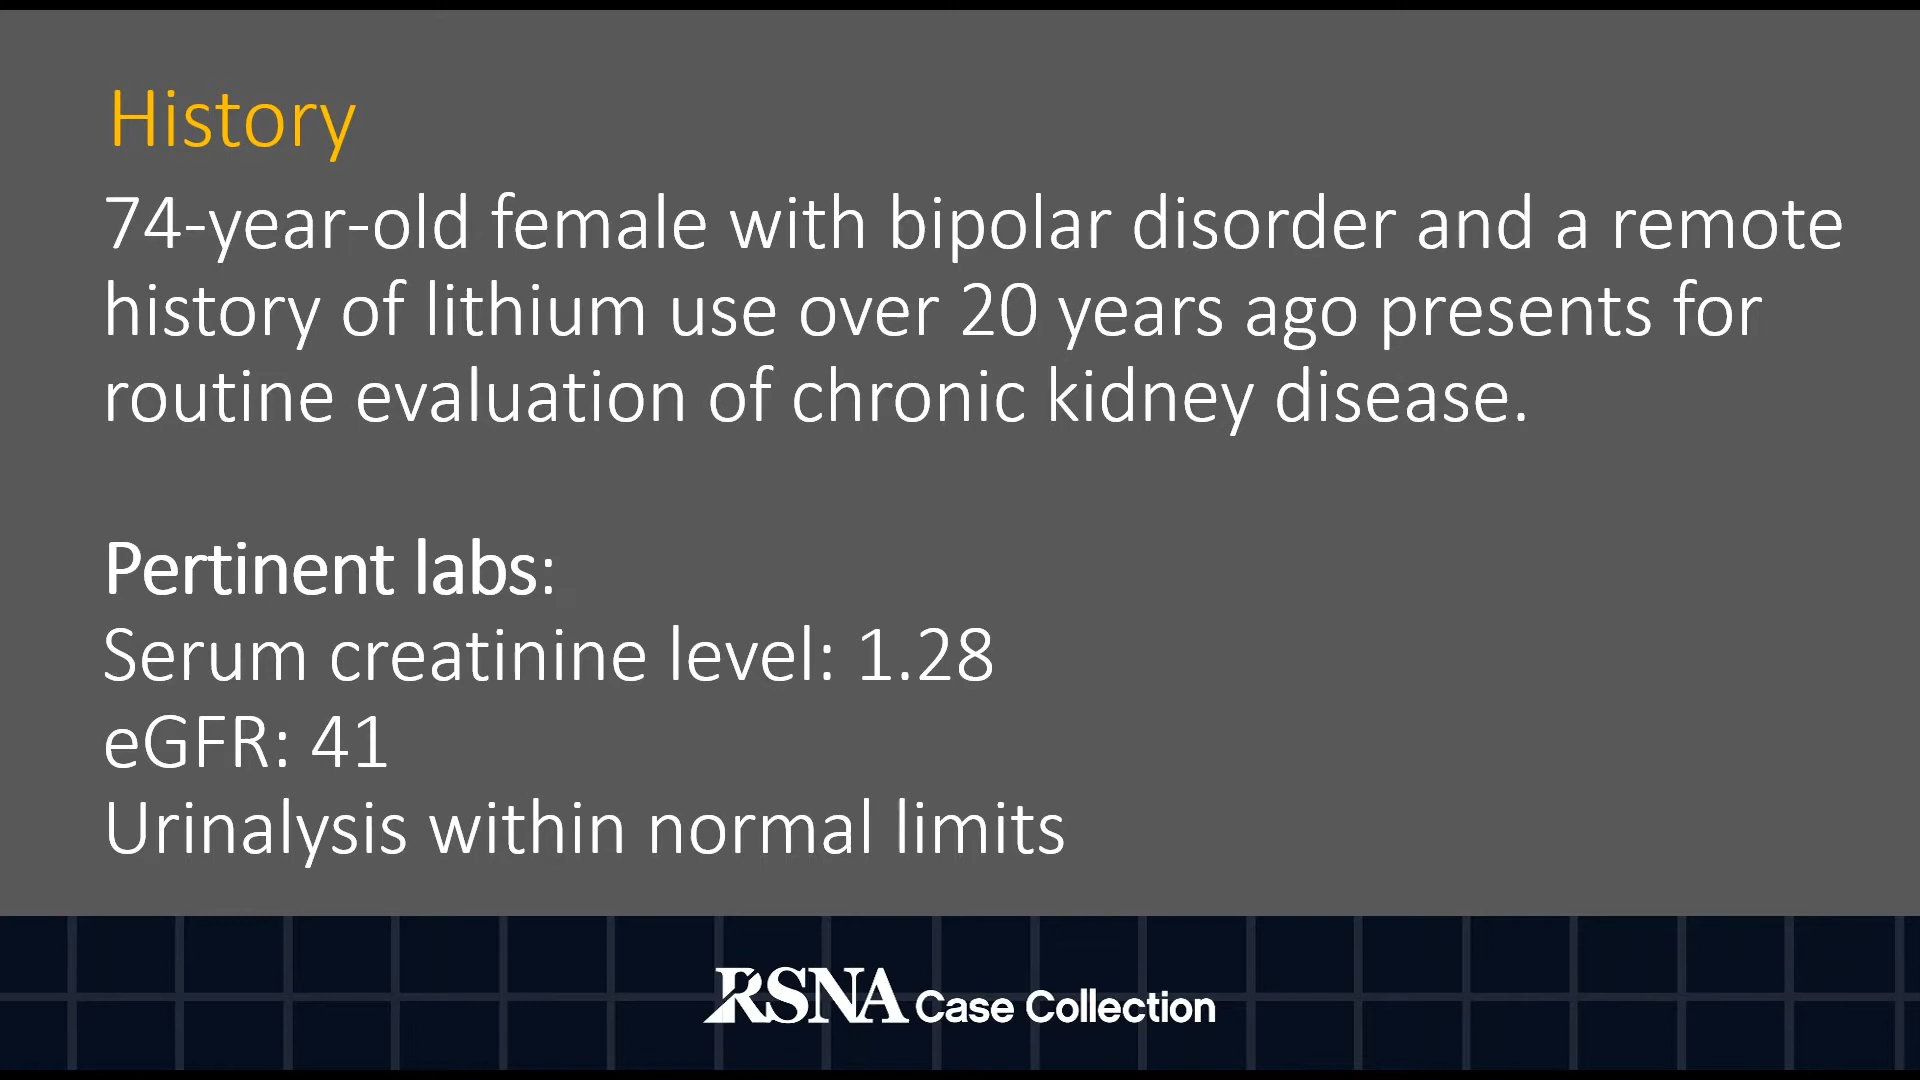 History
74-year-old female with bipolar disorder and a remote
history of lithium use over 20 years ago presents for
routine evaluation of chronic kidney disease.
Pertinent labs:
Serum creatinine level: 1.28
eGFR: 41
Urinalysis within normal limits
RSNA Case Collection